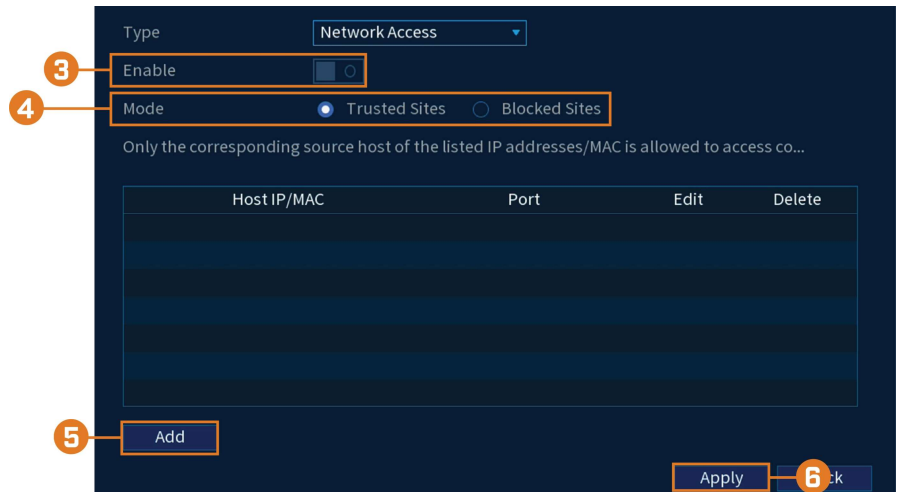 Type Network Access
3 Enable
4 Mode Trusted Sites Blocked Sites
Only the corresponding source host of the listed IP addresses/MAC is allowed to access co...
Host IP/MAC Port Edit Delete
5 Add
Apply 6 ck